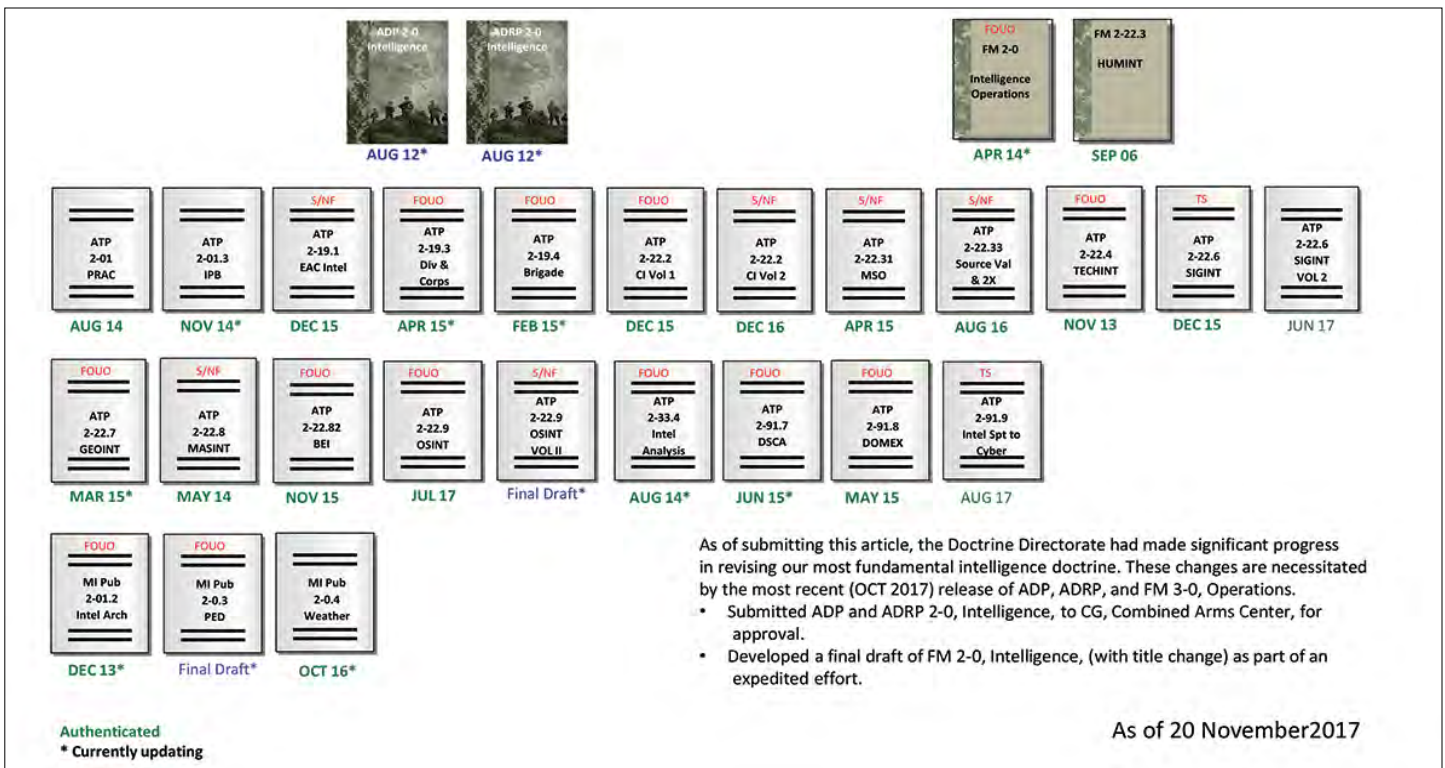 ADP 2-0
Intelligence
AUG 12*
ADRP 2-0
Intelligence
AUG 12*
FOUO
FM 2-0
Intelligence
Operations
APR 14*
FM 2-22.3
HUMINT
SEP 06
ATP
2-01
PRAC
AUG 14
ATP
2-01.3
IPB
NOV 14*
S/NF
ATP
2-19.1
EAC Intel
DEC 15
FOUO
ATP
2-19.3
Div &
Corps
APR 15*
FOUO
ATP
2-19.4
Brigade
FEB 15*
FOUO
ATP
2-22.2
CI Vol 1
DEC 15
S/NF
ATP
2-22.2
CI Vol 2
DEC 16
S/NF
ATP
2-22.31
MSO
APR 15
S/NF
ATP
2-22.33
Source Val
& 2X
AUG 16
FOUO
ATP
2-22.4
TECHINT
NOV 13
TS
ATP
2-22.6
SIGINT
DEC 15
ATP
2-22.6
SIGINT
VOL 2
JUN 17
FOUO
ATP
2-22.7
GEOINT
MAR 15*
S/NF
ATP
2-22.8
MASINT
MAY 14
FOUO
ATP
2-22.82
BEI
NOV 15
FOUO
ATP
2-22.9
OSINT
JUL 17
S/NF
ATP
2-22.9
OSINT
VOL II
Final Draft*
FOUO
ATP
2-33.4
Intel
Analysis
AUG 14*
FOUO
ATP
2-91.7
DSCA
JUN 15*
FOUO
ATP
2-91.8
DOMEX
MAY 15
TS
ATP
2-91.9
Intel Spt to
Cyber
AUG 17
FOUO
MI Pub
2-01.2
Intel Arch
DEC 13*
FOUO
MI Pub
2-0.3
PED
Final Draft*
MI Pub
2-0.4
Weather
OCT 16*
As of submitting this article, the Doctrine Directorate had made significant progress
in revising our most fundamental intelligence doctrine. These changes are necessitated
by the most recent (OCT 2017) release of ADP, ADRP, and FM 3-0, Operations.
• Submitted ADP and ADRP 2-0, Intelligence, to CG, Combined Arms Center, for
approval.
• Developed a final draft of FM 2-0, Intelligence, (with title change) as part of an
expedited effort.
Authenticated
* Currently updating
As of 20 November2017